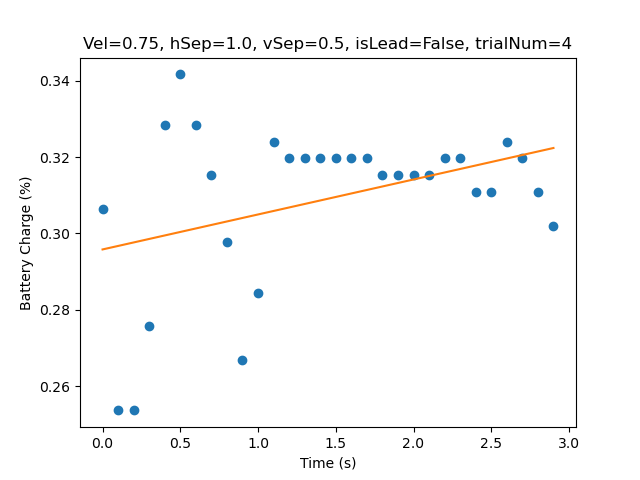 Vel=0.75, hSep=1.0, vSep=0.5, isLead=False, trialNum=4
0.34
0.32
0.30
0.28
0.26
Battery Charge (%)
0.0 0.5 1.0 1.5 2.0 2.5 3.0
Time (s)